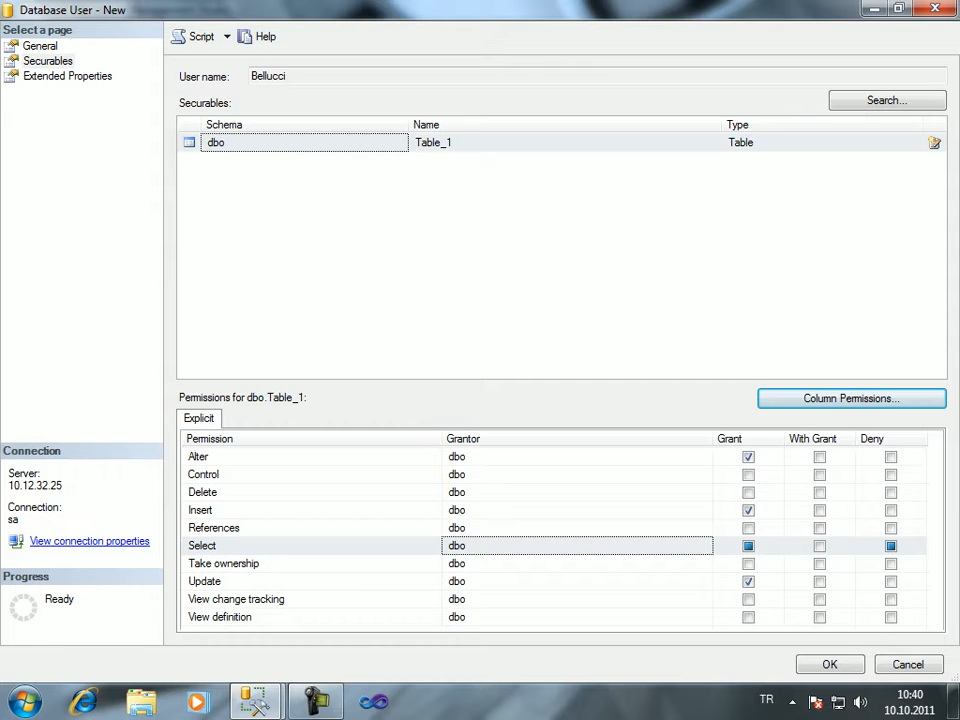 Database User - New
Select a page
General
Securables
Extended Properties
Script
Help
User name:
Bellucci
Securables:
Search...
Schema Name Type
dbo Table_1 Table
Permissions for dbo.Table_1:
Column Permissions...
Explicit
Permission Grantor Grant With Grant Deny
Alter dbo
Control dbo
Delete dbo
Insert dbo
References dbo
Select dbo
Take ownership dbo
Update dbo
View change tracking dbo
View definition dbo
Connection
Server:
10.12.32.25
Connection:
sa
View connection properties
Progress
Ready
OK
Cancel
TR
10:40
10.10.2011